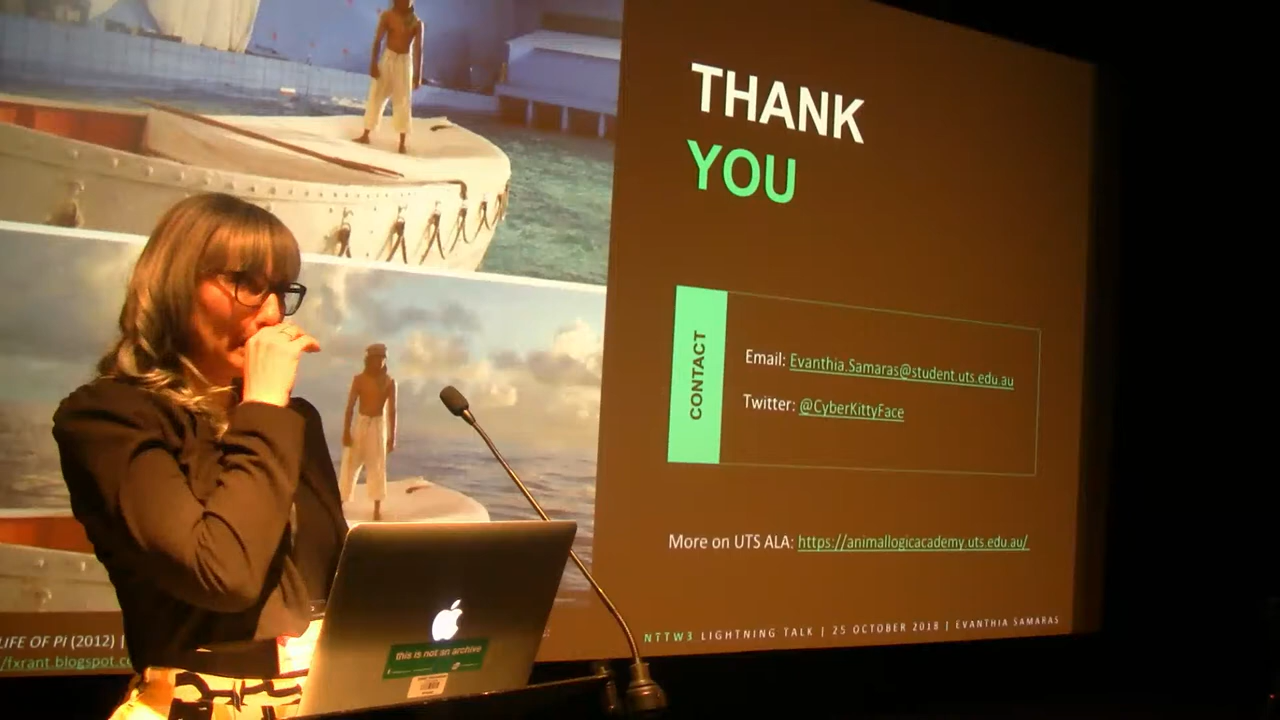 THANK
YOU
CONTACT
Email: Evanthia.Samaras@student.uts.edu.au
Twitter: @CyberKittyFace
More on UTS ALA: https://animallogicacademy.uts.edu.au/
NTTW3 LIGHTNING TALK | 25 OCTOBER 2018 | EVANTHIA SAMARAS
LIFE OF PI (2012) |
/fxrant.blogspot.co
this is not an archive